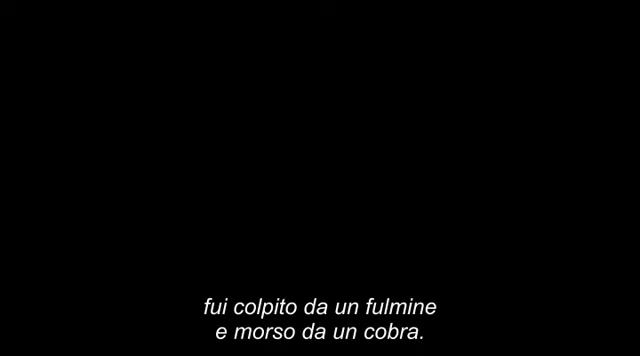 fui colpito da un fulmine
e morso da un cobra.